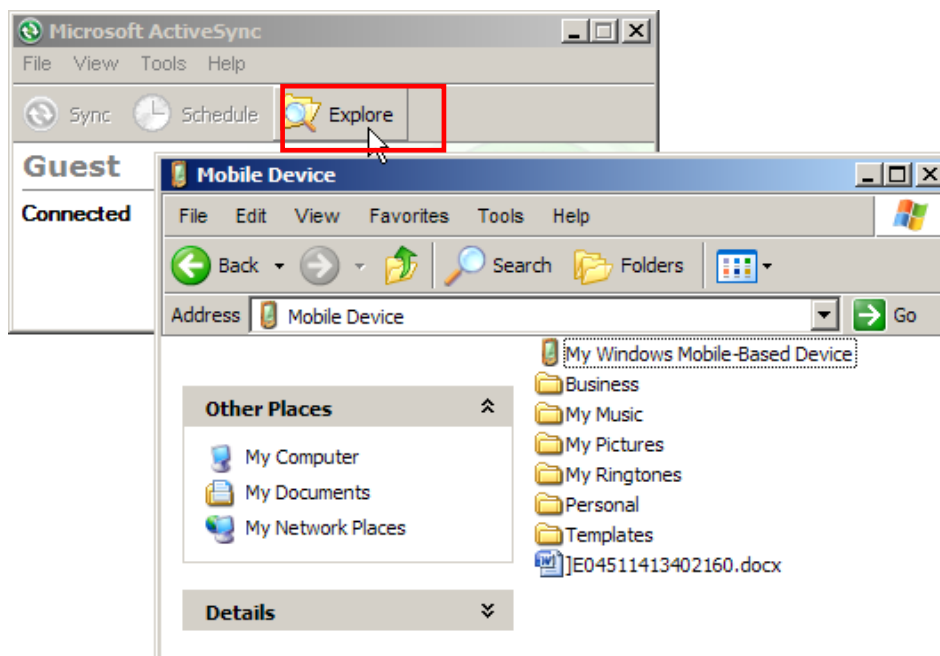 Microsoft ActiveSync
File View Tools Help
Sync Schedule Explore
Guest
Connected
Mobile Device
File Edit View Favorites Tools Help
Back Search Folders
Address Mobile Device Go
Other Places
My Computer
My Documents
My Network Places
Details
My Windows Mobile-Based Device
Business
My Music
My Pictures
My Ringtones
Personal
Templates
]E04511413402160.docx